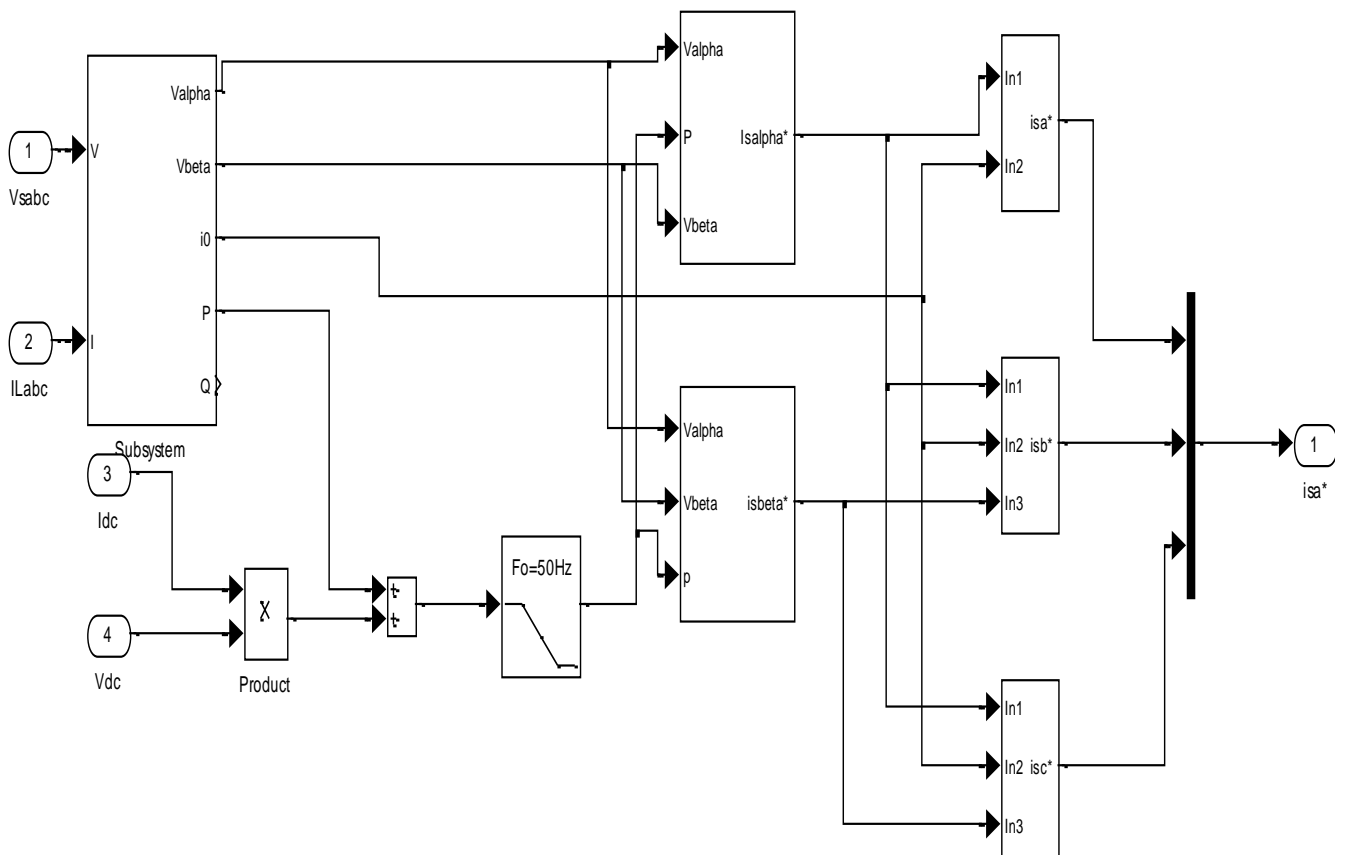 1
Vsabc
2
ILabc
V
I
Valpha
Vbeta
i0
P
Q
Subsystem
3
Idc
4
Vdc
X
Product
+
+
Fo=50Hz
Valpha
P
Vbeta
Isalpha*
Valpha
Vbeta
p
isbeta*
In1
In2
isa*
In1
In2
In3
isb*
In1
In2
In3
isc*
1
isa*